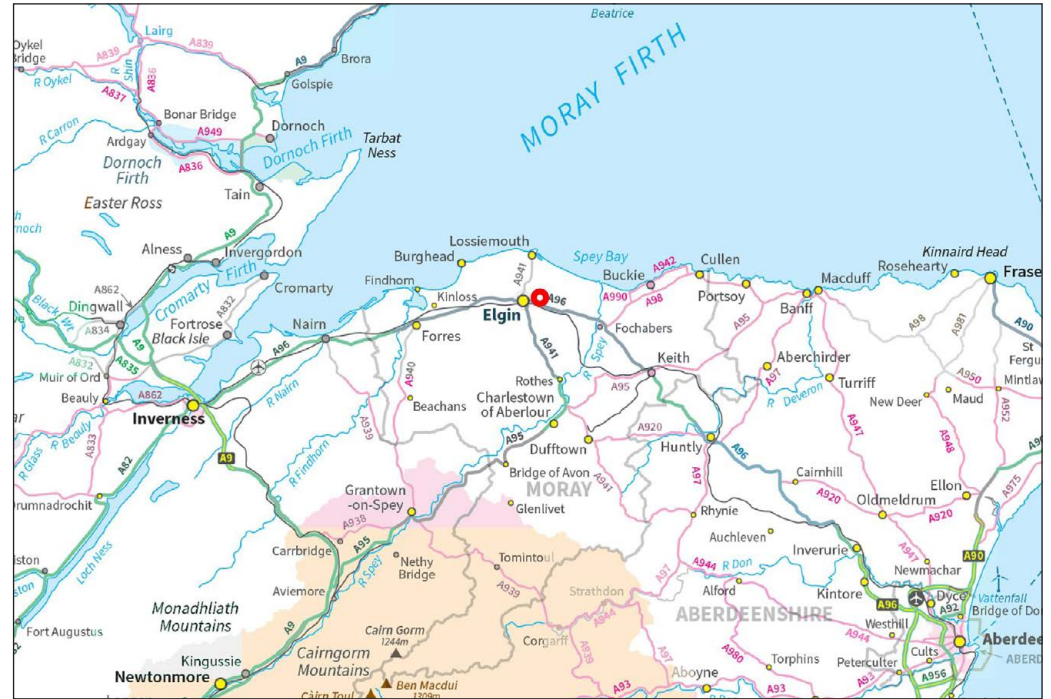 Beatrice
MORAY FIRTH
Oykel
Bridge
A839
Lairg
A839
R Oykel
R
Shin
A836
A837
A9
Brora
Golspie
R Carron
Bonar Bridge
A949
Dornoch
Ardgay
Dornoch Firth
Tarbat
Ness
Dornoch
Firth
A836
Tain
Easter Ross
A9
Alness
Invergordon
Firth
Cromarty
Cromarty
A862
Dingwall
A834
A832
Fortrose
Black Isle
A9
A835
A832
Muir of Ord
Beauly
A862
Inverness
R Beauly
R Glass
A833
A82
A9
Drumnadrochit
Loch Ness
Fort Augustus
Monadhliath
Mountains
Kingussie
Newtonmore
Nairn
A96
R Nairn
A939
R Findhorn
Findhorn
Kinloss
Burghead
Lossiemouth
A941
Spey Bay
Elgin
A96
Forres
A940
Beachans
A941
Rothes
Charlestown
of Aberlour
R Spey
Fochabers
Buckie
A942
A990
A98
Cullen
Portsoy
A95
Banff
Macduff
Rosehearty
Kinnaird Head
Frase
A98
A981
A90
St
Fergu
Mintlaw
A950
A952
Maud
New Deer
Keith
A95
A97
Aberchirder
Turriff
R Deveron
A947
A948
A920
Dufftown
A95
Huntly
A96
A941
Bridge of Avon
MORAY
Glenlivet
Grantown
-on-Spey
A938
Carrbridge
A95
Nethy
Bridge
R Spey
Aviemore
A9
Tomintoul
A939
Cairn Gorm
1244m
Cairngorm
Mountains
Ben Macdui
1309m
Cairn Toul
Corgarff
Strathdon
A944
A939
A97
A97
Rhynie
Auchleven
A944
R Don
Alford
ABERDEENSHIRE
Cairnhill
A920
Oldmeldrum
Ellon
A920
A975
A90
Inverurie
A947
Newmachar
Kintore
A96
Dyce
A92
Vattenfall
Bridge of Do
Westhill
A944
Aberdee
ABERD
Cults
Peterculter
A956
A980
Torphins
Aboyne
A93
A93